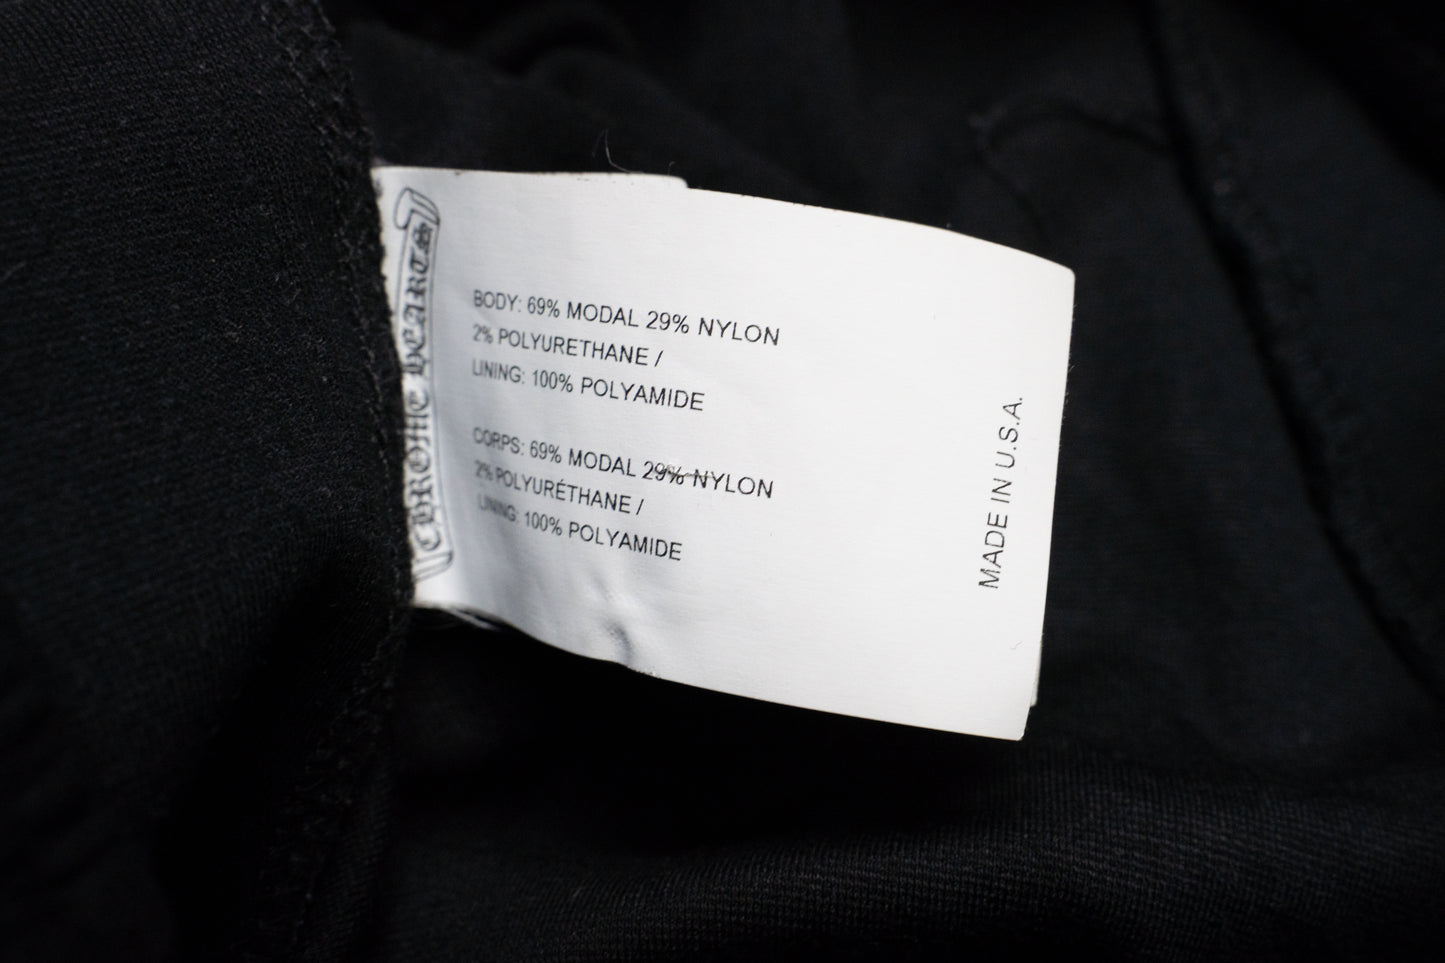 CHROME HEARTS
BODY: 69% MODAL 29% NYLON
2% POLYURETHANE /
LINING: 100% POLYAMIDE
CORPS: 69% MODAL 29% NYLON
2% POLYURÉTHANE /
LINING: 100% POLYAMIDE
MADE IN U.S.A.